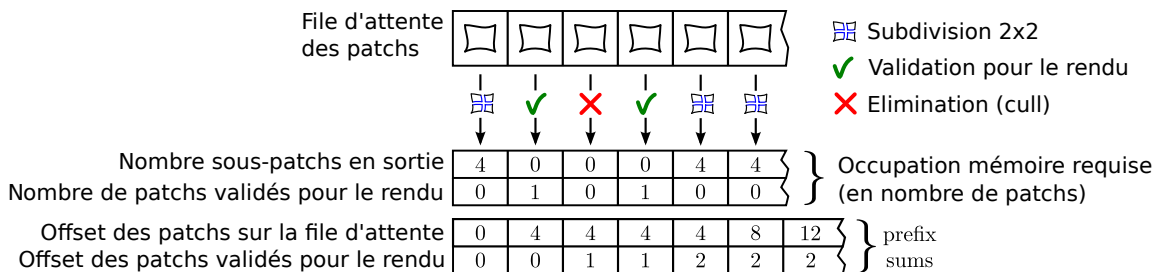 File d'attente
des patchs
Subdivision 2x2
Validation pour le rendu
Elimination (cull)
Nombre sous-patchs en sortie 4 0 0 0 4 4
Nombre de patchs validés pour le rendu 0 1 0 1 0 0
Occupation mémoire requise
(en nombre de patchs)
Offset des patchs sur la file d'attente 0 4 4 4 4 8 12
Offset des patchs validés pour le rendu 0 0 1 1 2 2 2
prefix
sums